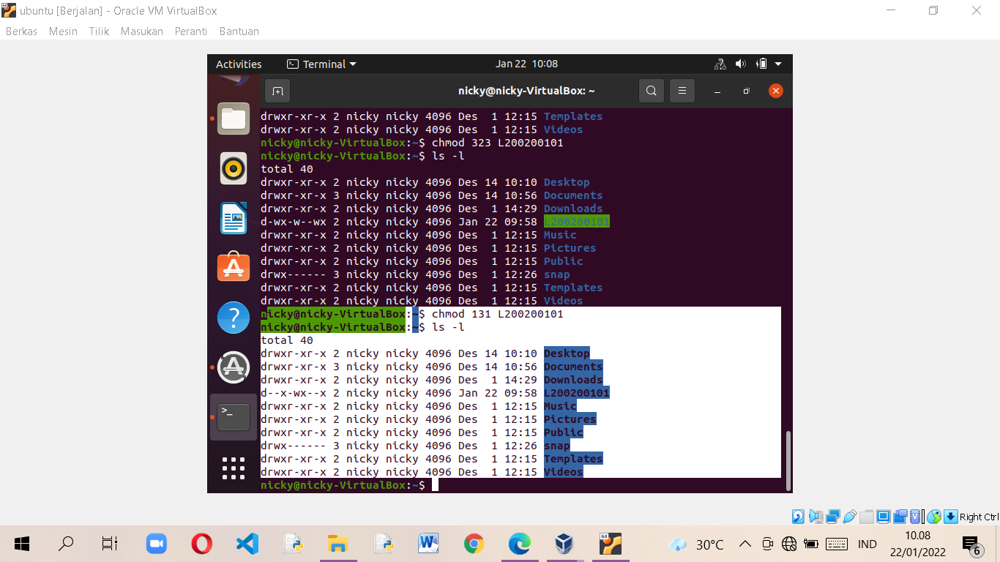 ubuntu [Berjalan] - Oracle VM VirtualBox
Berkas Mesin Tilik Masukan Peranti Bantuan
Activities Terminal Jan 22 10:08
nicky@nicky-VirtualBox: ~
drwxr-xr-x 2 nicky nicky 4096 Des  1 12:15 Templates
drwxr-xr-x 2 nicky nicky 4096 Des  1 12:15 Videos
nicky@nicky-VirtualBox:~$ chmod 323 L200200101
nicky@nicky-VirtualBox:~$ ls -l
total 40
drwxr-xr-x 2 nicky nicky 4096 Des 14 10:10 Desktop
drwxr-xr-x 3 nicky nicky 4096 Des 14 10:56 Documents
drwxr-xr-x 2 nicky nicky 4096 Des  1 14:29 Downloads
d-wx-w--wx 2 nicky nicky 4096 Jan 22 09:58 L200200101
drwxr-xr-x 2 nicky nicky 4096 Des  1 12:15 Music
drwxr-xr-x 2 nicky nicky 4096 Des  1 12:15 Pictures
drwxr-xr-x 2 nicky nicky 4096 Des  1 12:15 Public
drwx------ 3 nicky nicky 4096 Des  1 12:26 snap
drwxr-xr-x 2 nicky nicky 4096 Des  1 12:15 Templates
drwxr-xr-x 2 nicky nicky 4096 Des  1 12:15 Videos
nicky@nicky-VirtualBox:~$ chmod 131 L200200101
nicky@nicky-VirtualBox:~$ ls -l
total 40
drwxr-xr-x 2 nicky nicky 4096 Des 14 10:10 Desktop
drwxr-xr-x 3 nicky nicky 4096 Des 14 10:56 Documents
drwxr-xr-x 2 nicky nicky 4096 Des  1 14:29 Downloads
d--x-wx--x 2 nicky nicky 4096 Jan 22 09:58 L200200101
drwxr-xr-x 2 nicky nicky 4096 Des  1 12:15 Music
drwxr-xr-x 2 nicky nicky 4096 Des  1 12:15 Pictures
drwxr-xr-x 2 nicky nicky 4096 Des  1 12:15 Public
drwx------ 3 nicky nicky 4096 Des  1 12:26 snap
drwxr-xr-x 2 nicky nicky 4096 Des  1 12:15 Templates
drwxr-xr-x 2 nicky nicky 4096 Des  1 12:15 Videos
nicky@nicky-VirtualBox:~$
Right Ctrl
30°C IND 10.08
22/01/2022 6